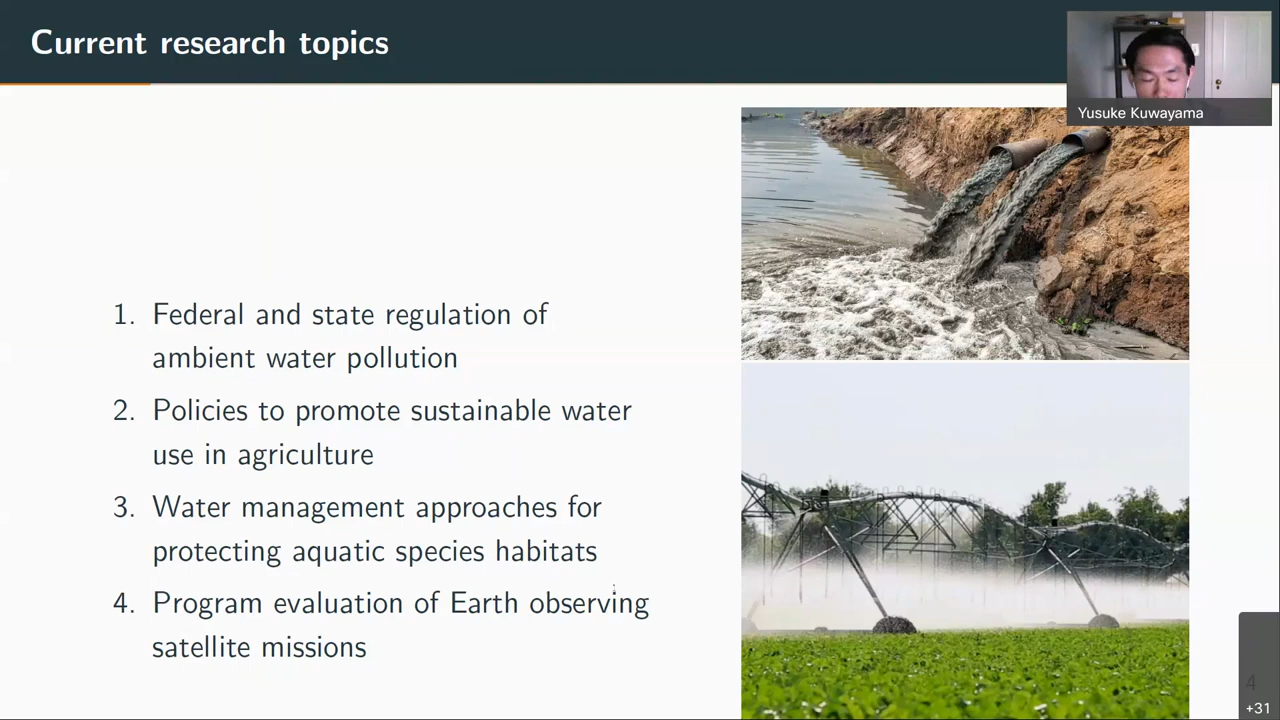 Current research topics
Yusuke Kuwayama
1. Federal and state regulation of
ambient water pollution
2. Policies to promote sustainable water
use in agriculture
3. Water management approaches for
protecting aquatic species habitats
4. Program evaluation of Earth observing
satellite missions
4
+31